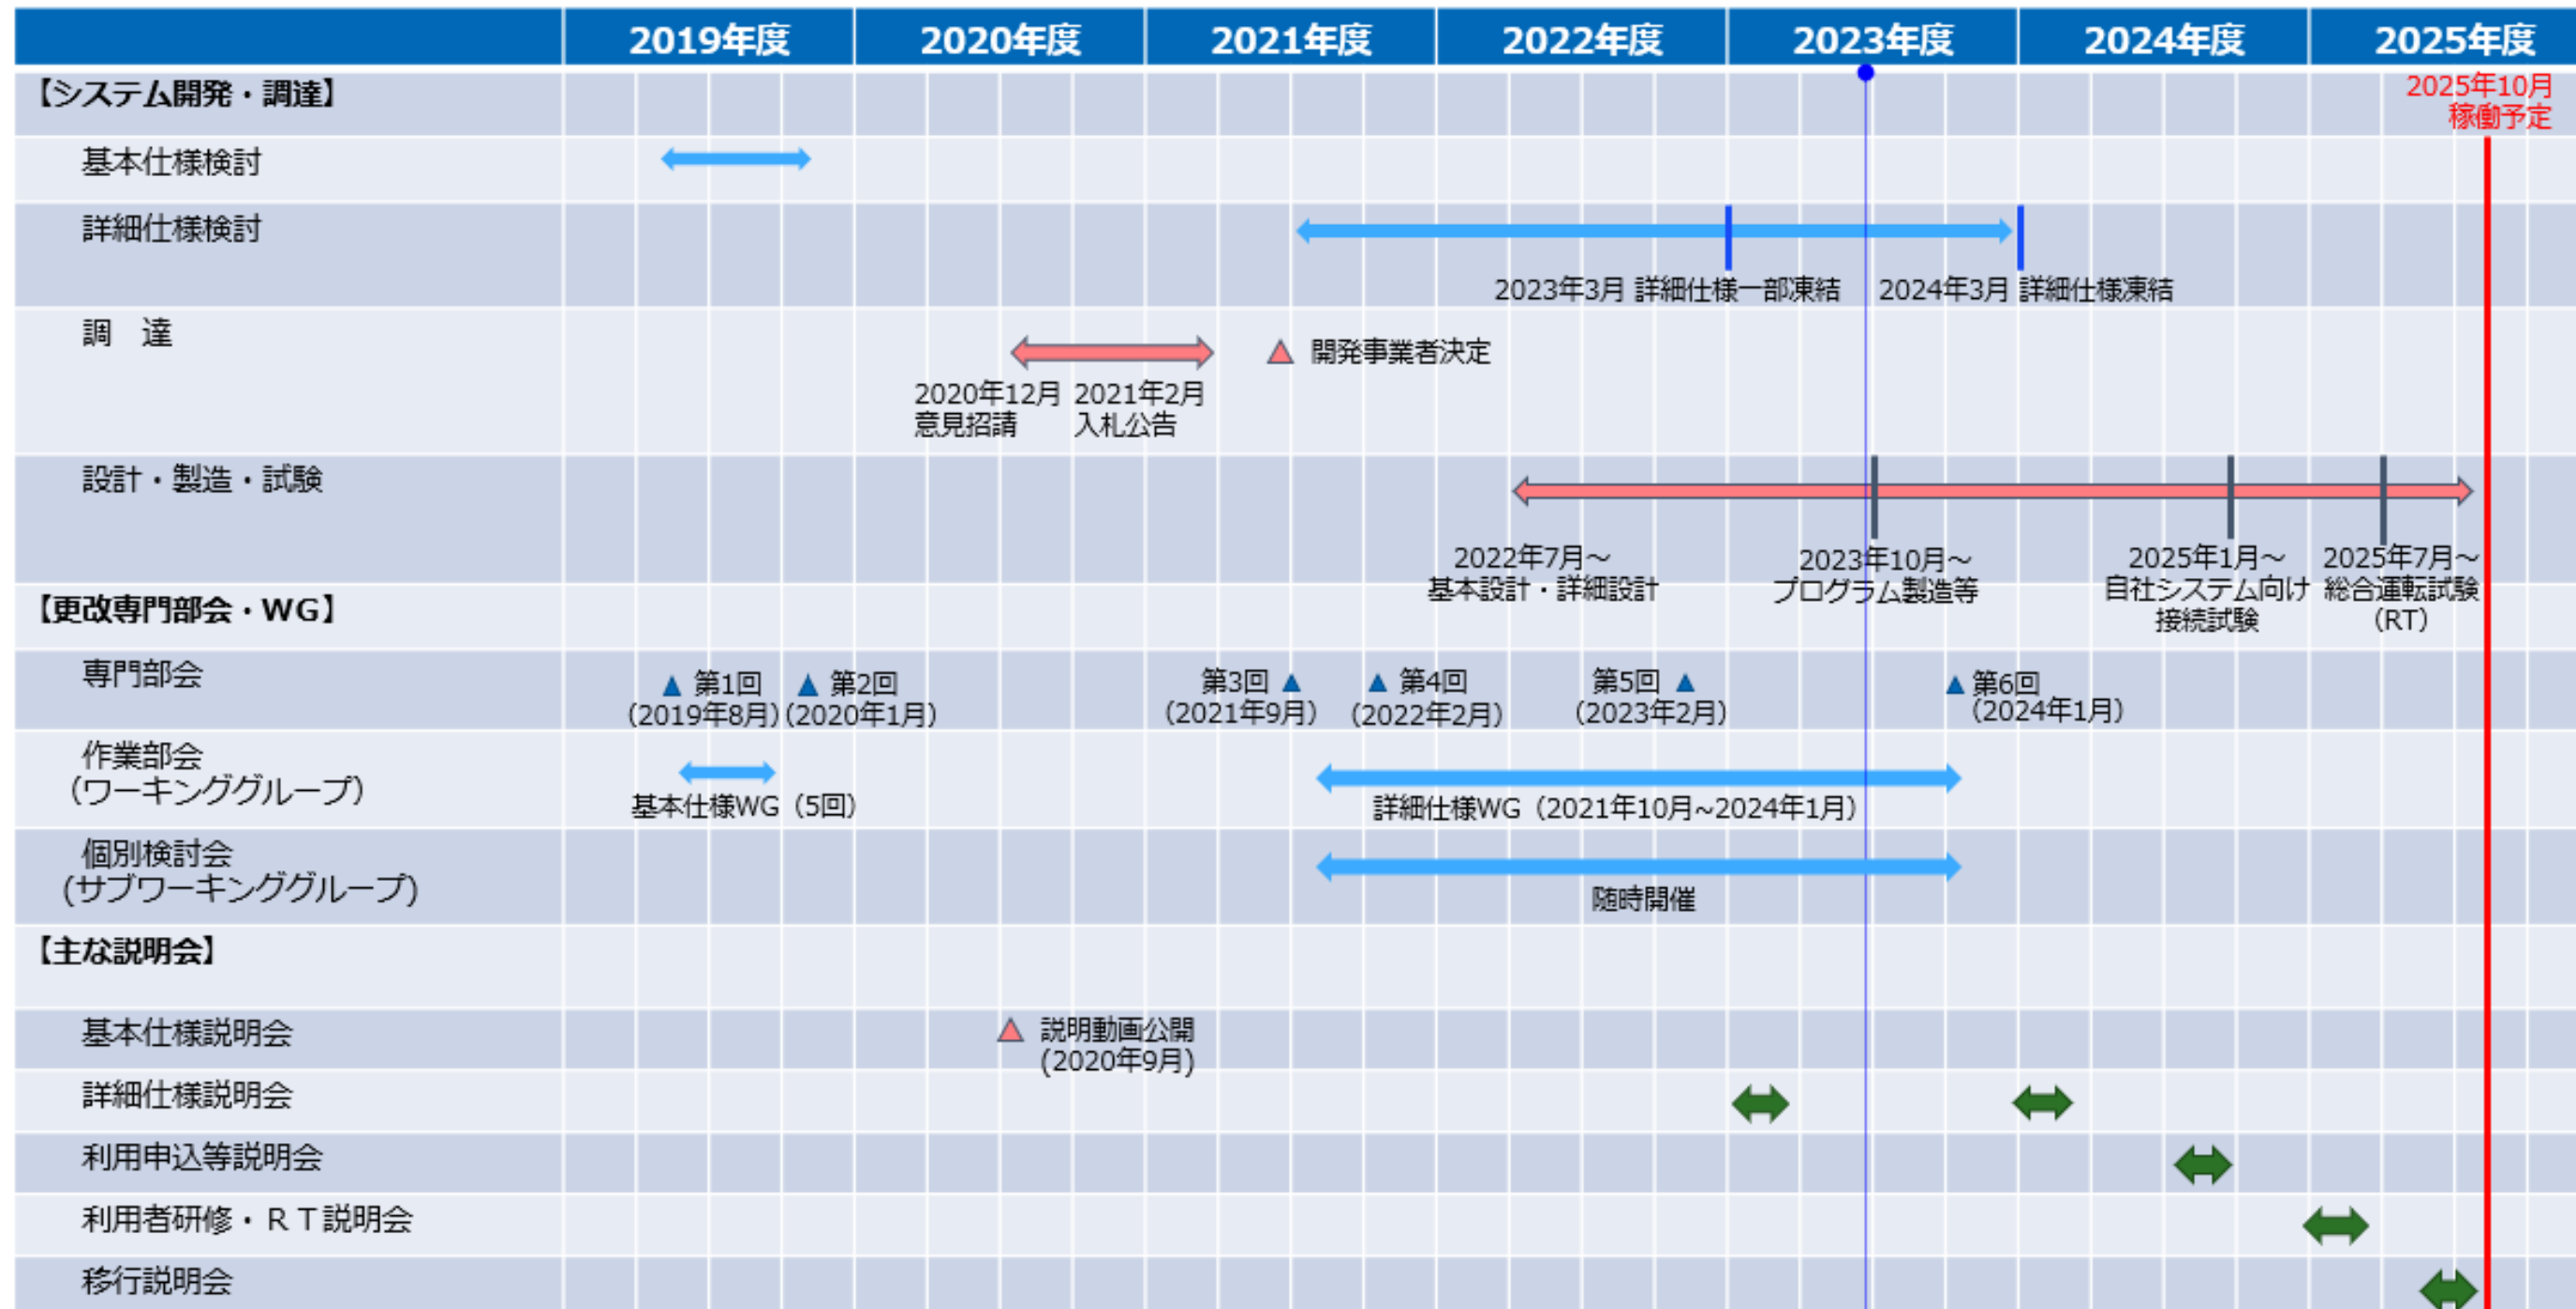 2019年度 2020年度 2021年度 2022年度 2023年度 2024年度 2025年度
【システム開発・調達】
2025年10月
稼働予定
基本仕様検討
詳細仕様検討
2023年3月 詳細仕様一部凍結 2024年3月 詳細仕様凍結
調　達
開発事業者決定
2020年12月 2021年2月
意見招請 入札公告
設計・製造・試験
2022年7月～ 2023年10月～ 2025年1月～ 2025年7月～
基本設計・詳細設計 プログラム製造等 自社システム向け 総合運転試験
接続試験 （RT）
【更改専門部会・WG】
専門部会
第1回 第2回 第3回 第4回 第5回 第6回
（2019年8月） （2020年1月） （2021年9月） （2022年2月） （2023年2月） （2024年1月）
作業部会
（ワーキンググループ）
基本仕様WG（5回） 詳細仕様WG（2021年10月~2024年1月）
個別検討会
(サブワーキンググループ)
随時開催
【主な説明会】
基本仕様説明会
説明動画公開
(2020年9月)
詳細仕様説明会
利用申込等説明会
利用者研修・ＲＴ説明会
移行説明会